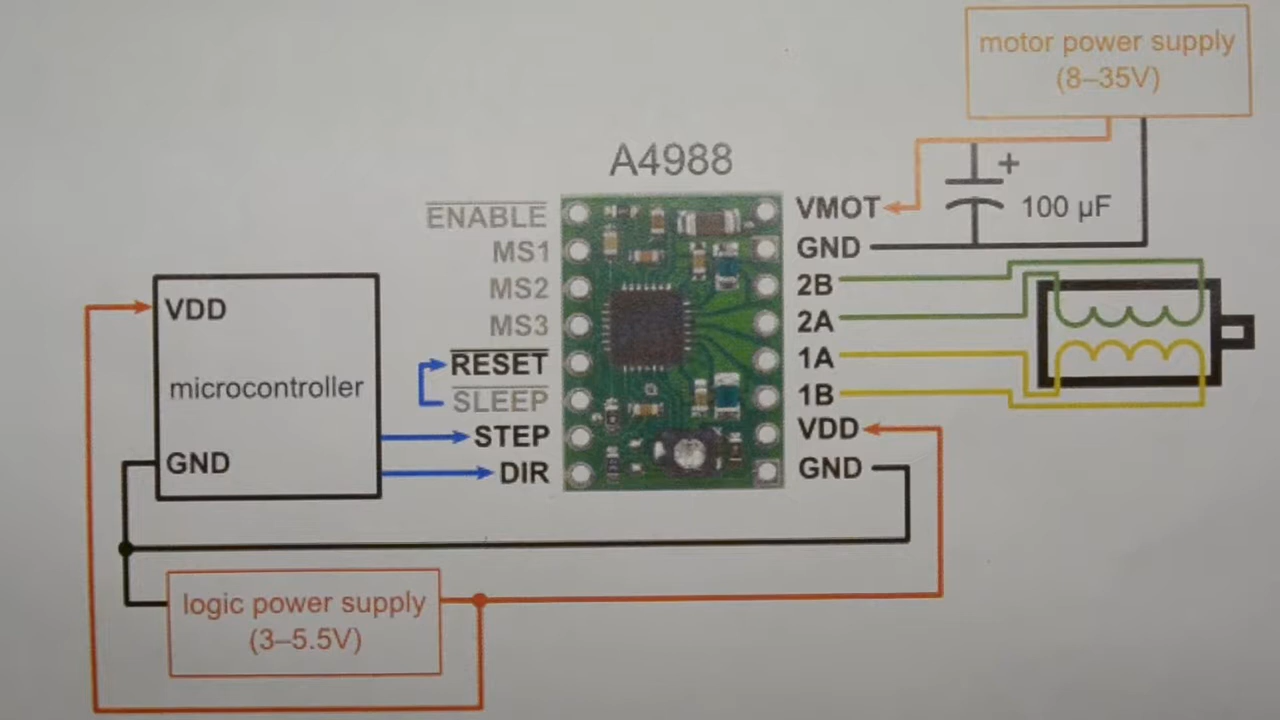 motor power supply
(8–35V)
A4988
ENABLE
MS1
MS2
MS3
RESET
SLEEP
STEP
DIR
VMOT
GND
2B
2A
1A
1B
VDD
GND
+
100 µF
VDD
microcontroller
GND
logic power supply
(3–5.5V)